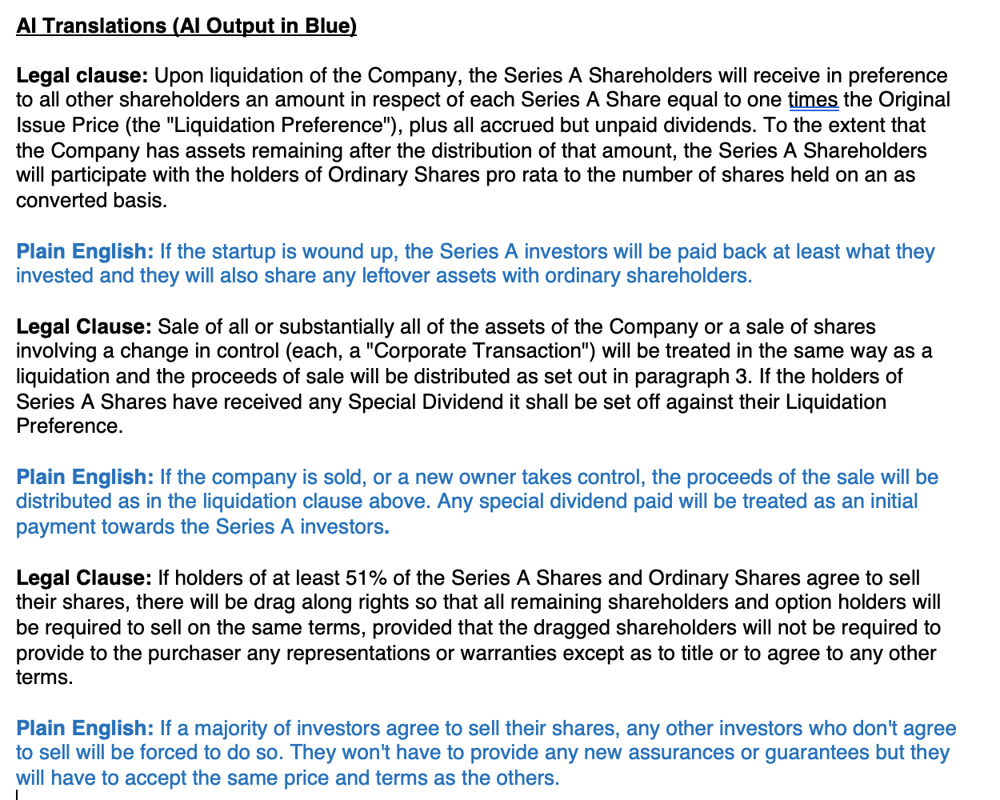 AI Translations (AI Output in Blue)
Legal clause: Upon liquidation of the Company, the Series A Shareholders will receive in preference
to all other shareholders an amount in respect of each Series A Share equal to one times the Original
Issue Price (the "Liquidation Preference"), plus all accrued but unpaid dividends. To the extent that
the Company has assets remaining after the distribution of that amount, the Series A Shareholders
will participate with the holders of Ordinary Shares pro rata to the number of shares held on an as
converted basis.
Plain English: If the startup is wound up, the Series A investors will be paid back at least what they
invested and they will also share any leftover assets with ordinary shareholders.
Legal Clause: Sale of all or substantially all of the assets of the Company or a sale of shares
involving a change in control (each, a "Corporate Transaction") will be treated in the same way as a
liquidation and the proceeds of sale will be distributed as set out in paragraph 3. If the holders of
Series A Shares have received any Special Dividend it shall be set off against their Liquidation
Preference.
Plain English: If the company is sold, or a new owner takes control, the proceeds of the sale will be
distributed as in the liquidation clause above. Any special dividend paid will be treated as an initial
payment towards the Series A investors.
Legal Clause: If holders of at least 51% of the Series A Shares and Ordinary Shares agree to sell
their shares, there will be drag along rights so that all remaining shareholders and option holders will
be required to sell on the same terms, provided that the dragged shareholders will not be required to
provide to the purchaser any representations or warranties except as to title or to agree to any other
terms.
Plain English: If a majority of investors agree to sell their shares, any other investors who don't agree
to sell will be forced to do so. They won't have to provide any new assurances or guarantees but they
will have to accept the same price and terms as the others.